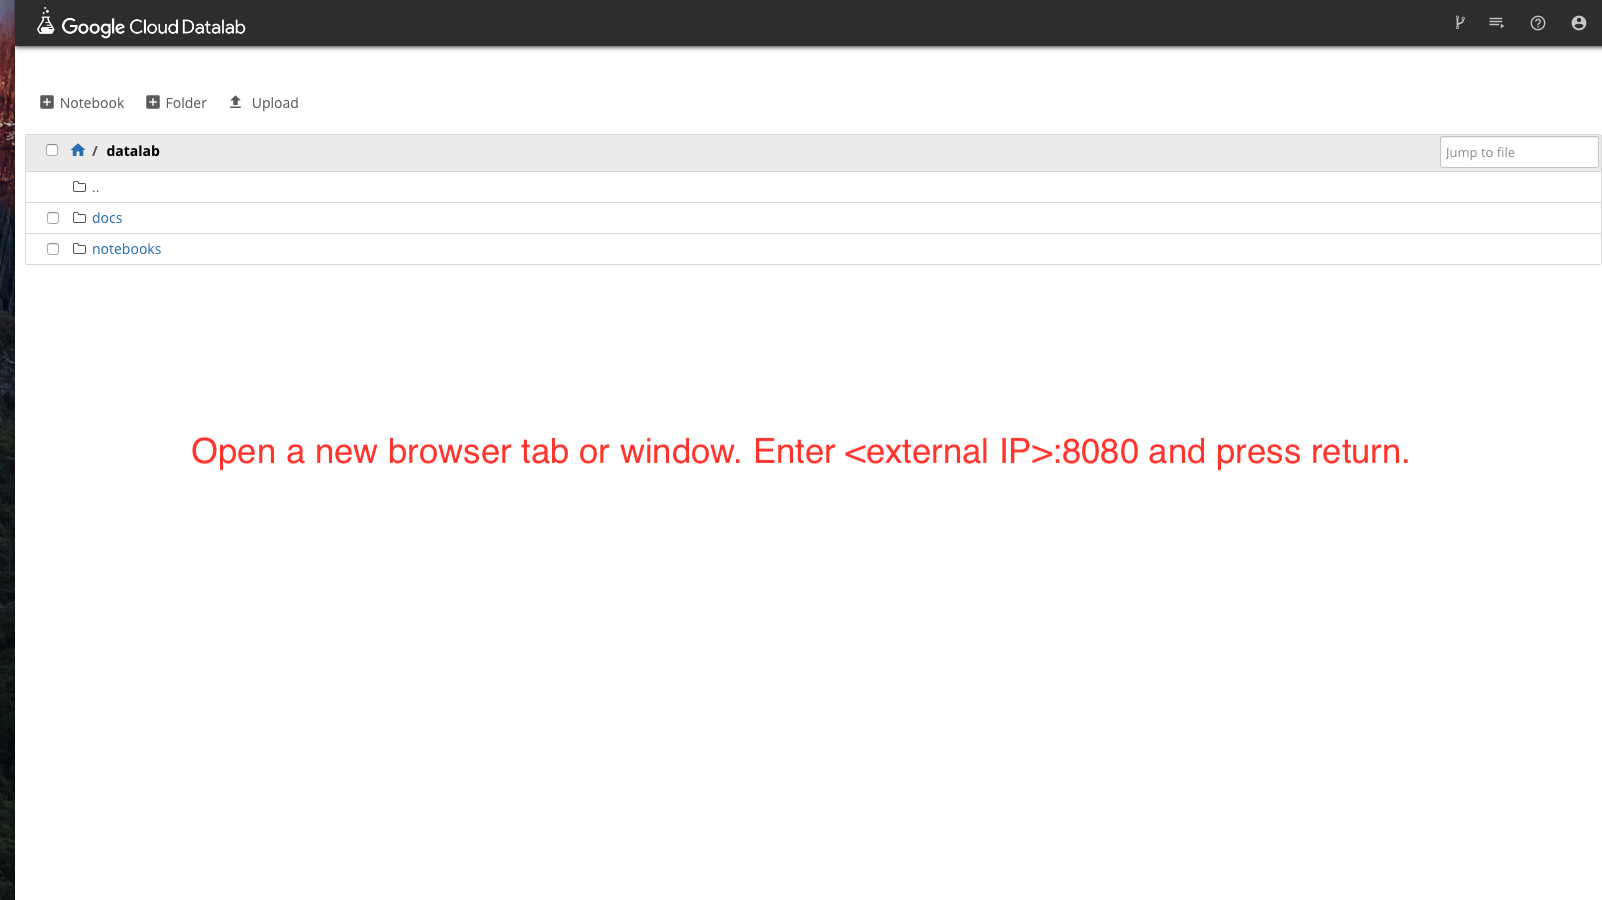 Google Cloud Datalab
Notebook Folder Upload
/ datalab Jump to file
..
docs
notebooks
Open a new browser tab or window. Enter <external IP>:8080 and press return.